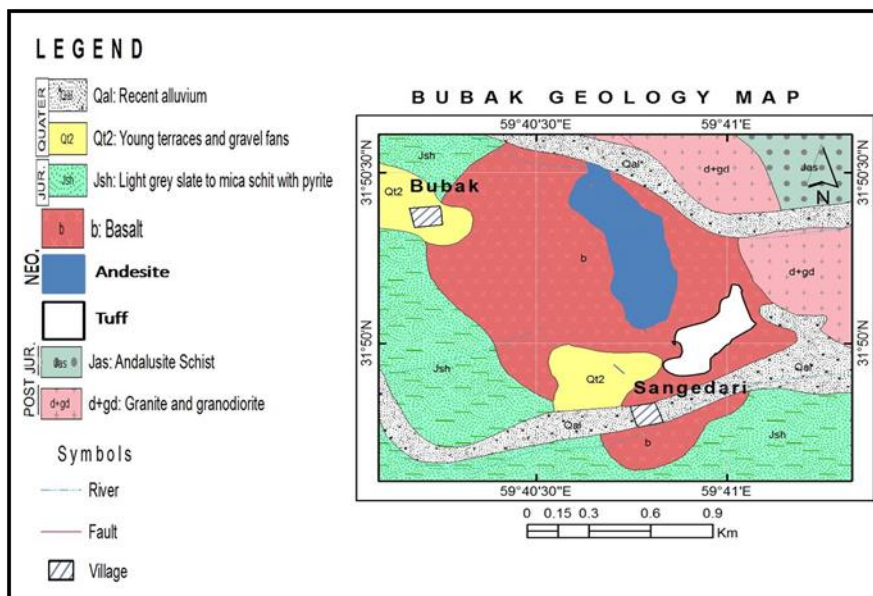 LEGEND
QUATER
Qal
Qal: Recent alluvium
Qt2
Qt2: Young terraces and gravel fans
JUR.
Jsh
Jsh: Light grey slate to mica schit with pyrite
NEO.
b
b: Basalt
Andesite
Tuff
POST JUR.
Jas
Jas: Andalusite Schist
d+gd
d+gd: Granite and granodiorite
Symbols
River
Fault
Village
BUBAK GEOLOGY MAP
59°40'30"E
59°41'E
31°50'30"N
31°50'30"N
Jsh
Qal
d+gd
Jas
N
Qt2
Bubak
b
d+gd
31°50'N
31°50'N
Jsh
Qt2
Sangedari
Qal
Qal
b
Jsh
59°40'30"E
59°41'E
0 0.15 0.3 0.6 0.9
Km